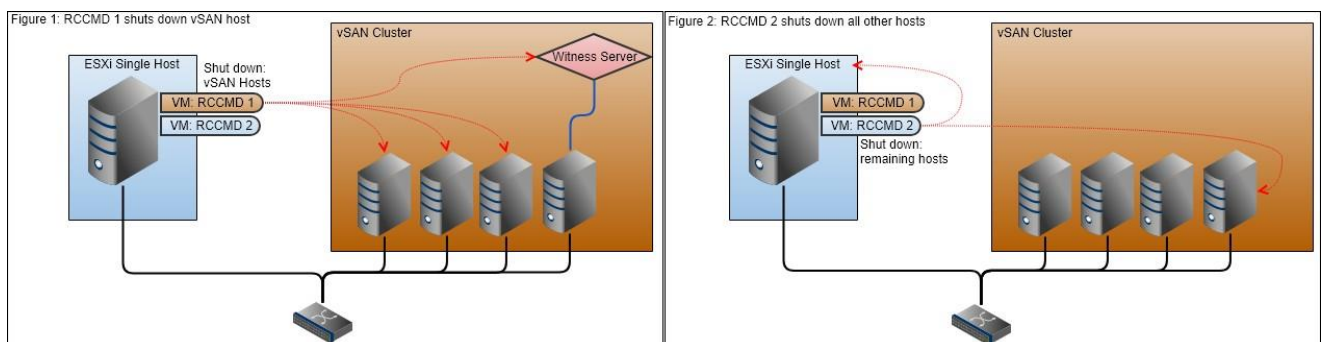 Figure 1: RCCMD 1 shuts down vSAN host
vSAN Cluster
ESXi Single Host
Witness Server
Shut down:
vSAN Hosts
VM: RCCMD 1
VM: RCCMD 2
Figure 2: RCCMD 2 shuts down all other hosts
vSAN Cluster
ESXi Single Host
VM: RCCMD 1
VM: RCCMD 2
Shut down:
remaining hosts